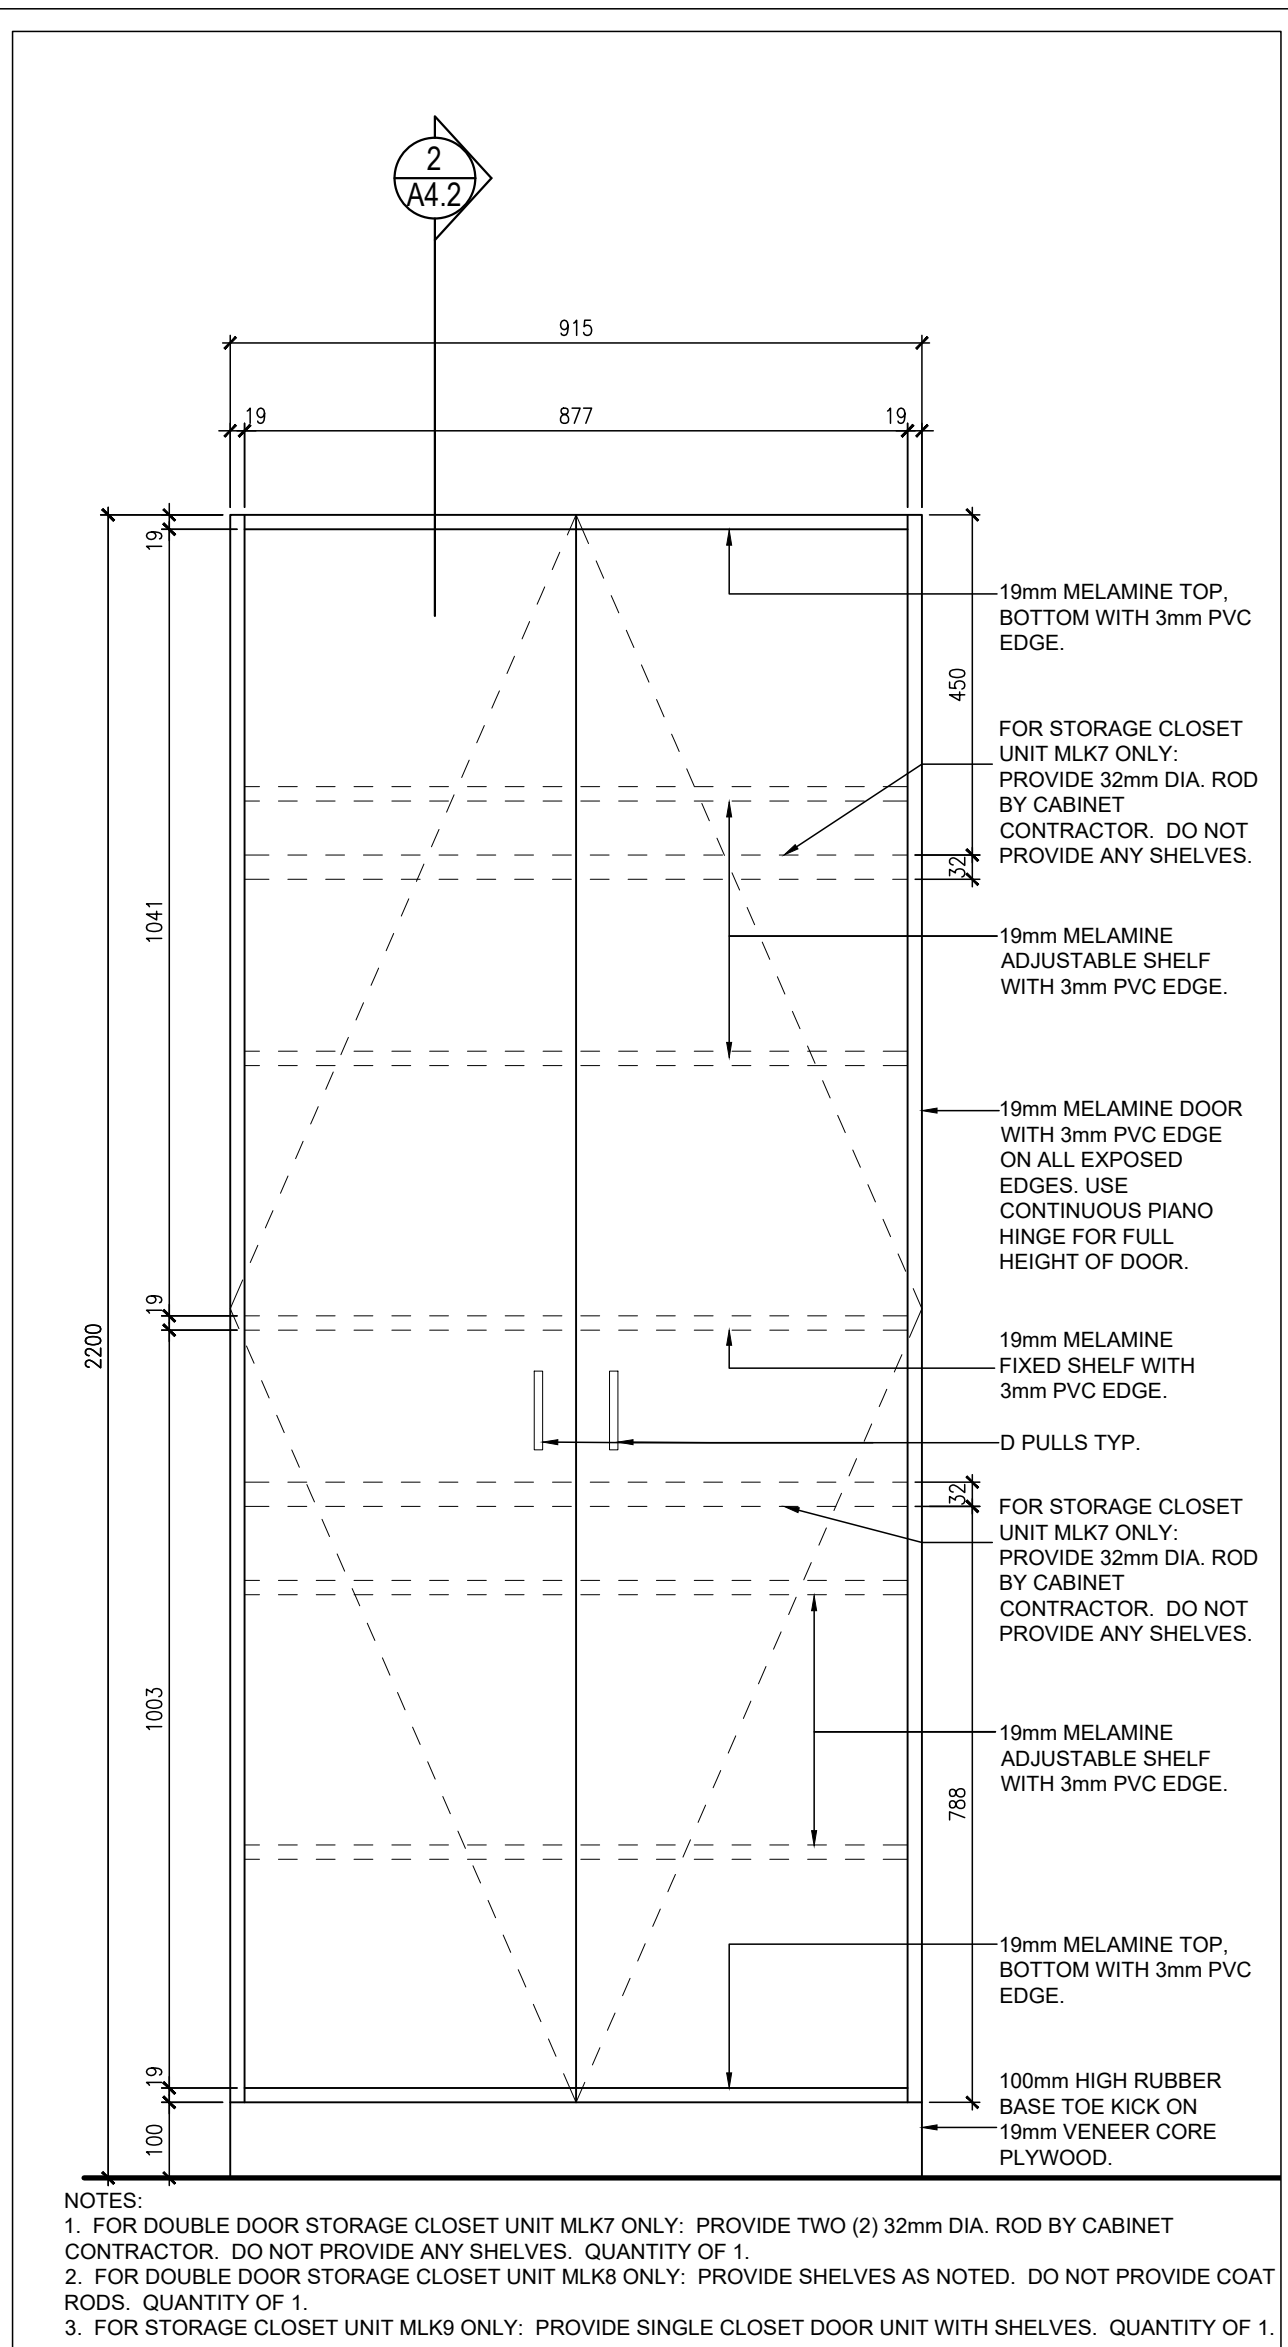 2
A4.2
915
19
877
19
19
19mm MELAMINE TOP,
BOTTOM WITH 3mm PVC
EDGE.
450
FOR STORAGE CLOSET
UNIT MLK7 ONLY:
PROVIDE 32mm DIA. ROD
BY CABINET
CONTRACTOR. DO NOT
PROVIDE ANY SHELVES.
32
1041
19mm MELAMINE
ADJUSTABLE SHELF
WITH 3mm PVC EDGE.
19mm MELAMINE DOOR
WITH 3mm PVC EDGE
ON ALL EXPOSED
EDGES. USE
CONTINUOUS PIANO
HINGE FOR FULL
HEIGHT OF DOOR.
19
2200
19mm MELAMINE
FIXED SHELF WITH
3mm PVC EDGE.
D PULLS TYP.
32
FOR STORAGE CLOSET
UNIT MLK7 ONLY:
PROVIDE 32mm DIA. ROD
BY CABINET
CONTRACTOR. DO NOT
PROVIDE ANY SHELVES.
1003
19mm MELAMINE
ADJUSTABLE SHELF
WITH 3mm PVC EDGE.
788
19mm MELAMINE TOP,
BOTTOM WITH 3mm PVC
EDGE.
19
100mm HIGH RUBBER
BASE TOE KICK ON
19mm VENEER CORE
PLYWOOD.
100
NOTES:
1. FOR DOUBLE DOOR STORAGE CLOSET UNIT MLK7 ONLY: PROVIDE TWO (2) 32mm DIA. ROD BY CABINET
CONTRACTOR. DO NOT PROVIDE ANY SHELVES. QUANTITY OF 1.
2. FOR DOUBLE DOOR STORAGE CLOSET UNIT MLK8 ONLY: PROVIDE SHELVES AS NOTED. DO NOT PROVIDE COAT
RODS. QUANTITY OF 1.
3. FOR STORAGE CLOSET UNIT MLK9 ONLY: PROVIDE SINGLE CLOSET DOOR UNIT WITH SHELVES. QUANTITY OF 1.